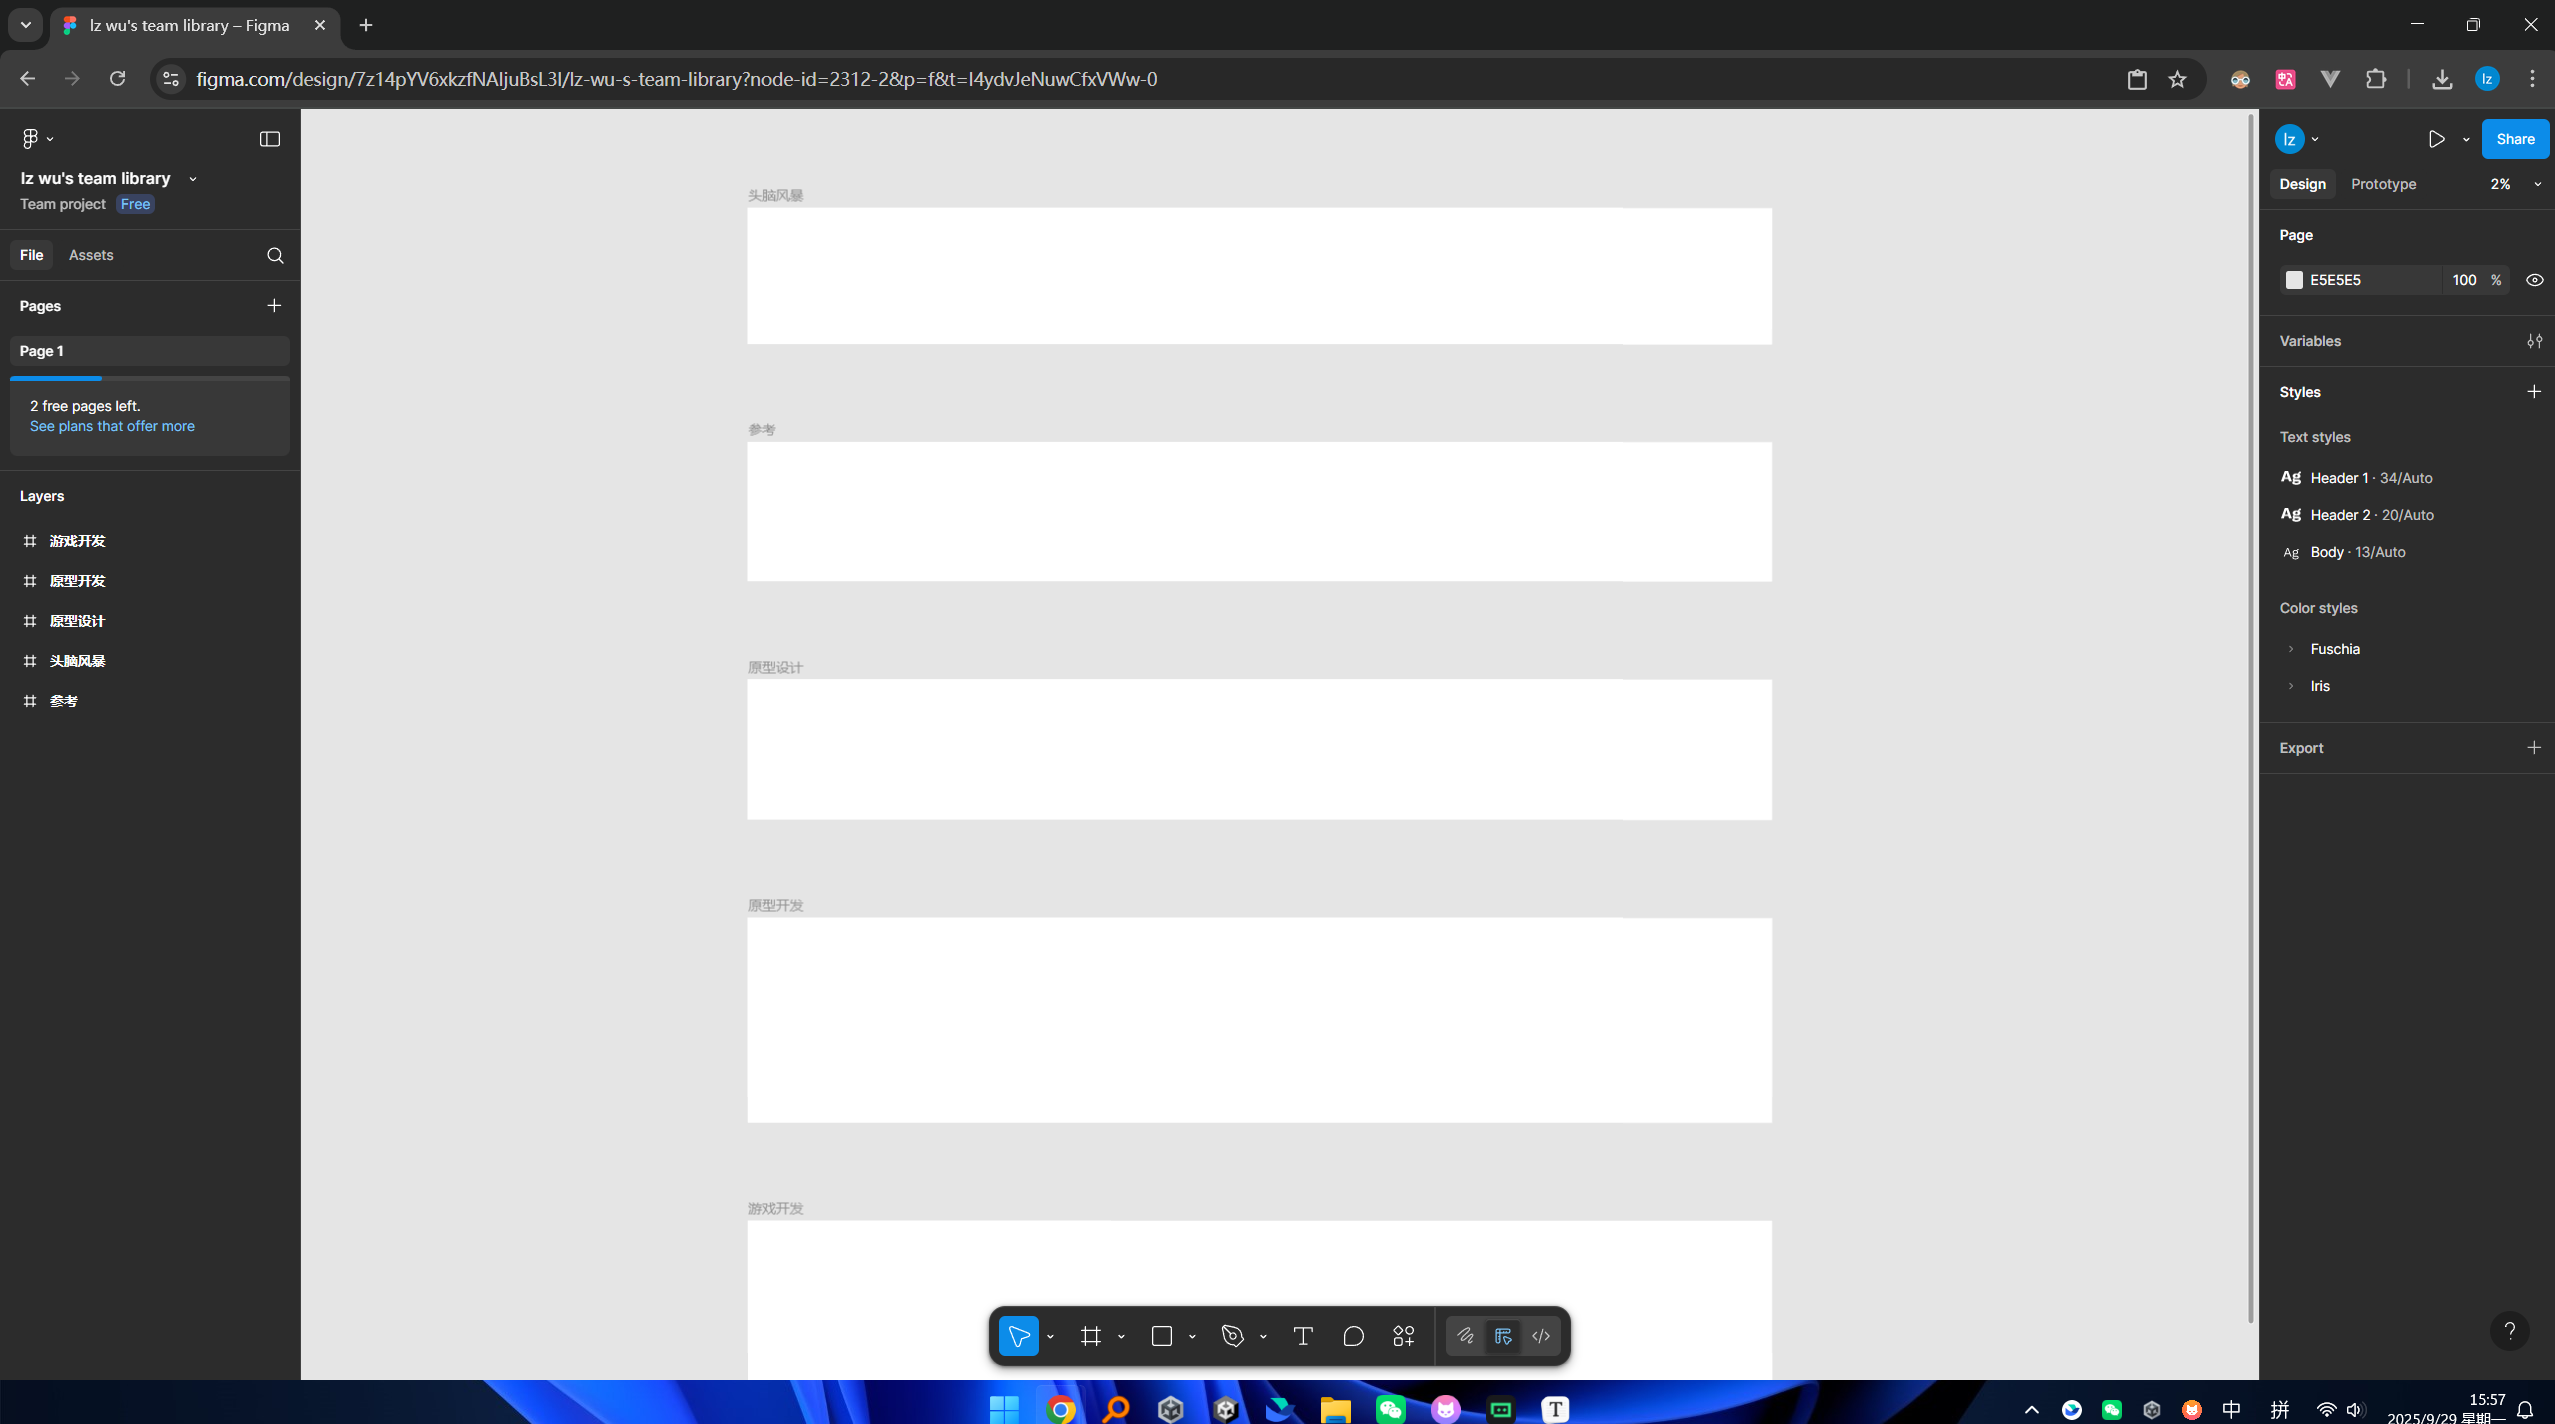 lz wu's team library – Figma
figma.com/design/7z14pYV6xkzfNAljuBsL3l/lz-wu-s-team-library?node-id=2312-2&p=f&t=I4ydvJeNuwCfxVWw-0
lz
lz wu's team library
Team project Free
File Assets
Pages
Page 1
2 free pages left.
See plans that offer more
Layers
游戏开发
原型开发
原型设计
头脑风暴
参考
头脑风暴
参考
原型设计
原型开发
游戏开发
lz
Share
Design Prototype 2%
Page
E5E5E5 100 %
Variables
Styles
Text styles
Ag Header 1 · 34/Auto
Ag Header 2 · 20/Auto
Ag Body · 13/Auto
Color styles
Fuschia
Iris
Export
?
中 拼
15:57
2025/9/29 星期一